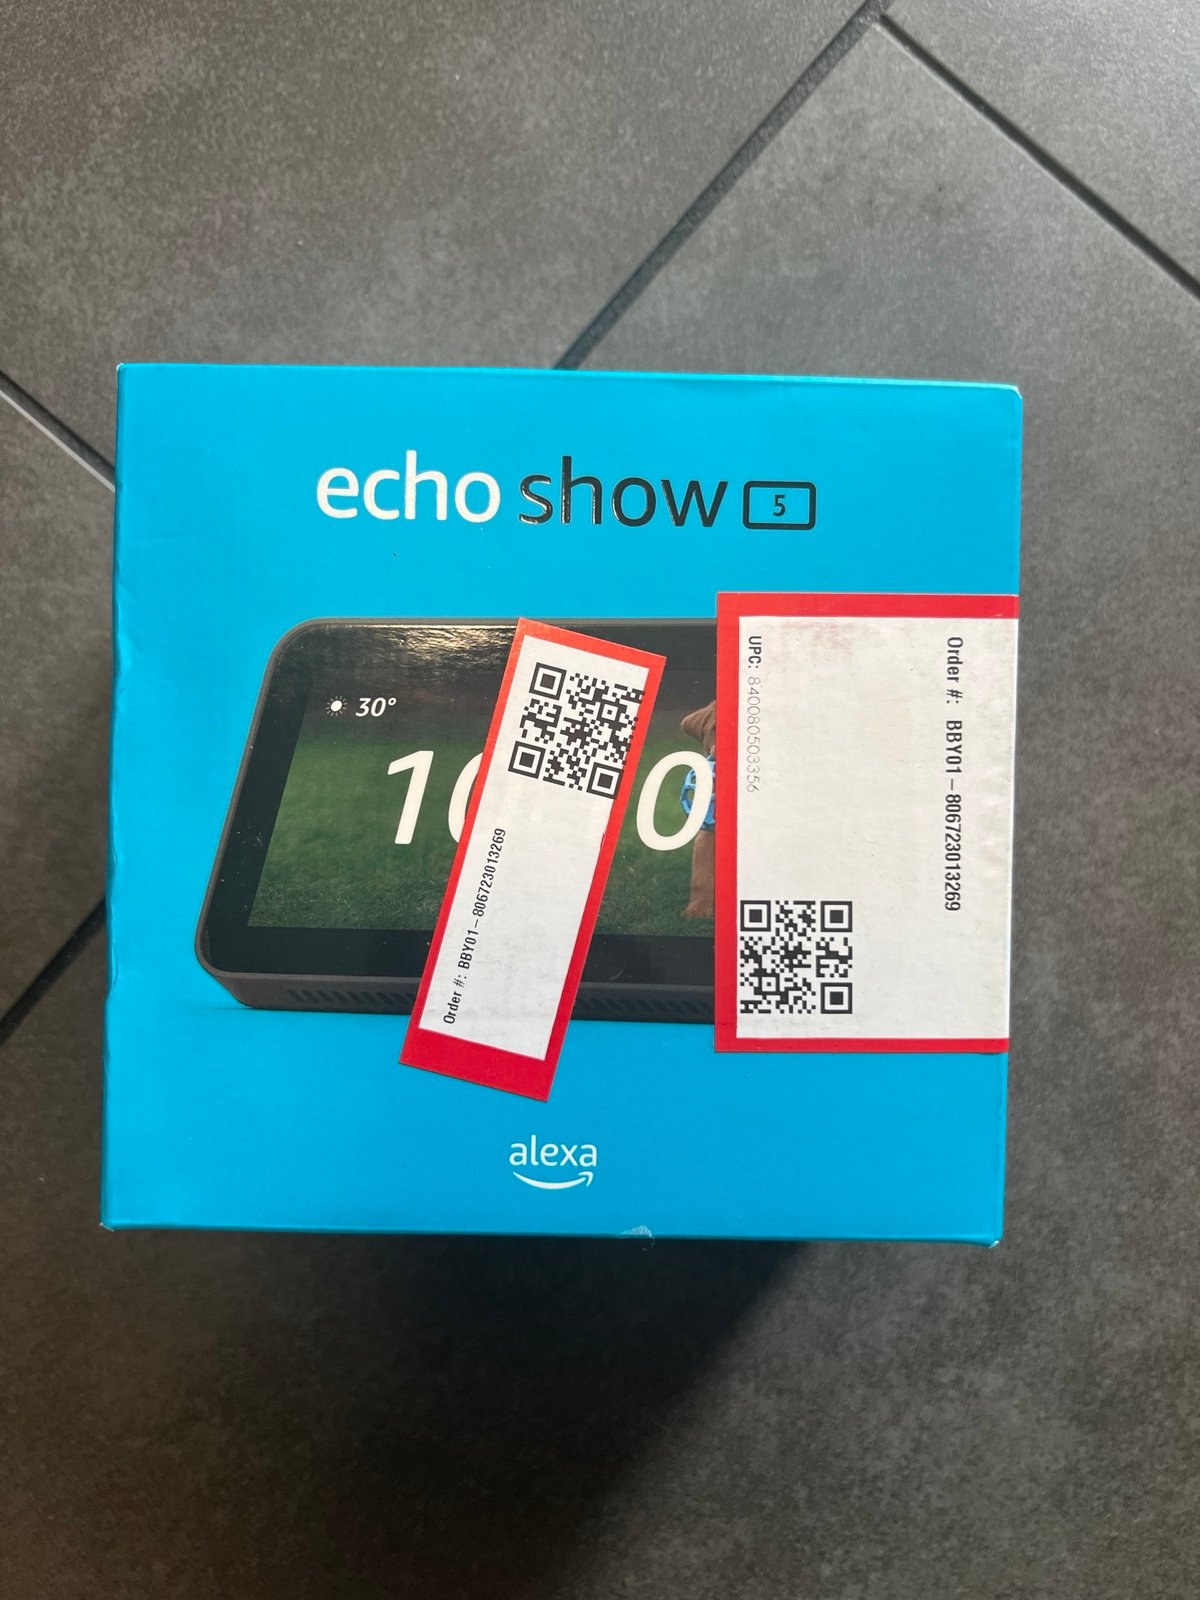 echo show 5
30°
Order #: BBY01-806723013269
UPC: 840080503356
Order #: BBY01-806723013269
alexa